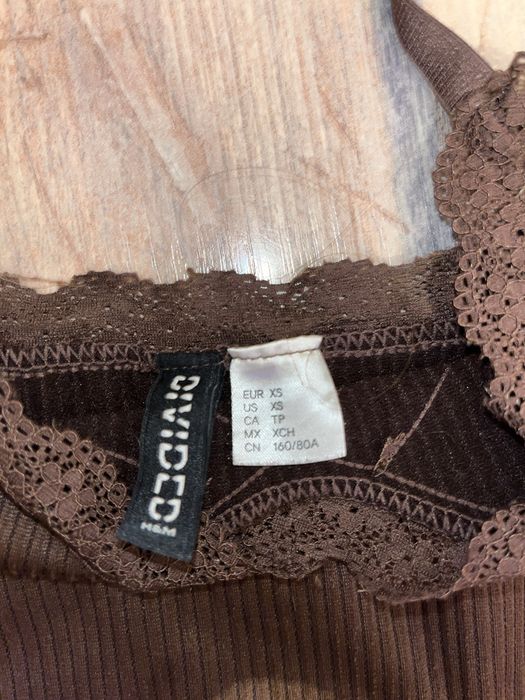 DIVIDED
H&M
EUR XS
US XS
CA TP
MX XCH
CN 160/80A